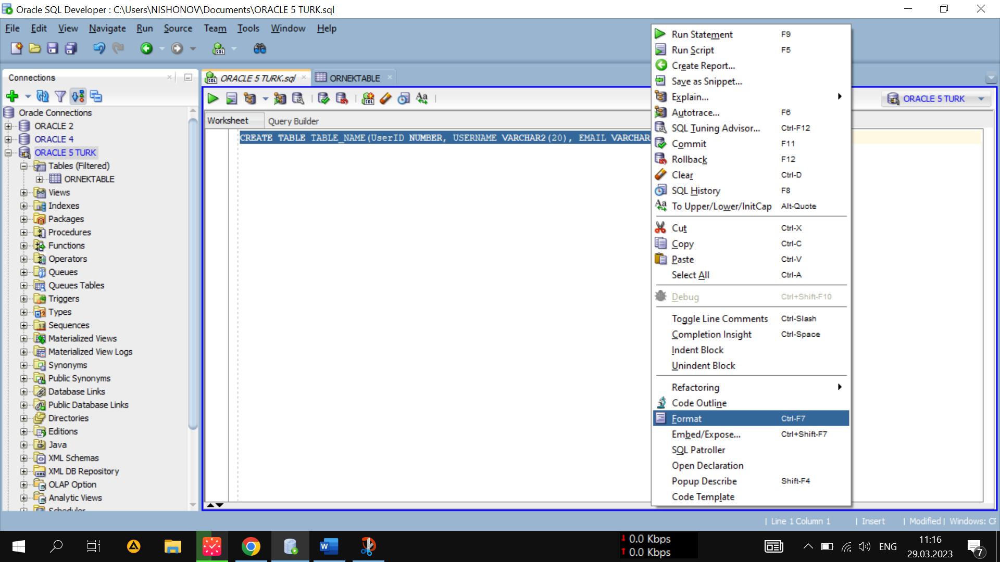 Oracle SQL Developer : C:\Users\NISHONOV\Documents\ORACLE 5 TURK.sql
File Edit View Navigate Run Source Team Tools Window Help
Connections
Oracle Connections
ORACLE 2
ORACLE 4
ORACLE 5 TURK
Tables (Filtered)
ORNEKTABLE
Views
Indexes
Packages
Procedures
Functions
Operators
Queues
Queues Tables
Triggers
Types
Sequences
Materialized Views
Materialized View Logs
Synonyms
Public Synonyms
Database Links
Public Database Links
Directories
Editions
Java
XML Schemas
XML DB Repository
OLAP Option
Analytic Views
Scheduler
ORACLE 5 TURK.sql
ORNEKTABLE
ORACLE 5 TURK
Worksheet Query Builder
CREATE TABLE TABLE_NAME(UserID NUMBER, USERNAME VARCHAR2(20), EMAIL VARCHAR
Run Statement F9
Run Script F5
Create Report...
Save as Snippet...
Explain...
Autotrace... F6
SQL Tuning Advisor... Ctrl-F12
Commit F11
Rollback F12
Clear Ctrl-D
SQL History F8
To Upper/Lower/InitCap Alt-Quote
Cut Ctrl-X
Copy Ctrl-C
Paste Ctrl-V
Select All Ctrl-A
Debug Ctrl+Shift-F10
Toggle Line Comments Ctrl-Slash
Completion Insight Ctrl-Space
Indent Block
Unindent Block
Refactoring
Code Outline
Format Ctrl-F7
Embed/Expose... Ctrl+Shift-F7
SQL Patroller
Open Declaration
Popup Describe Shift-F4
Code Template
| Line 1 Column 1 | Insert | Modified | Windows: CF
0.0 Kbps
0.0 Kbps
ENG
11:16
29.03.2023
7